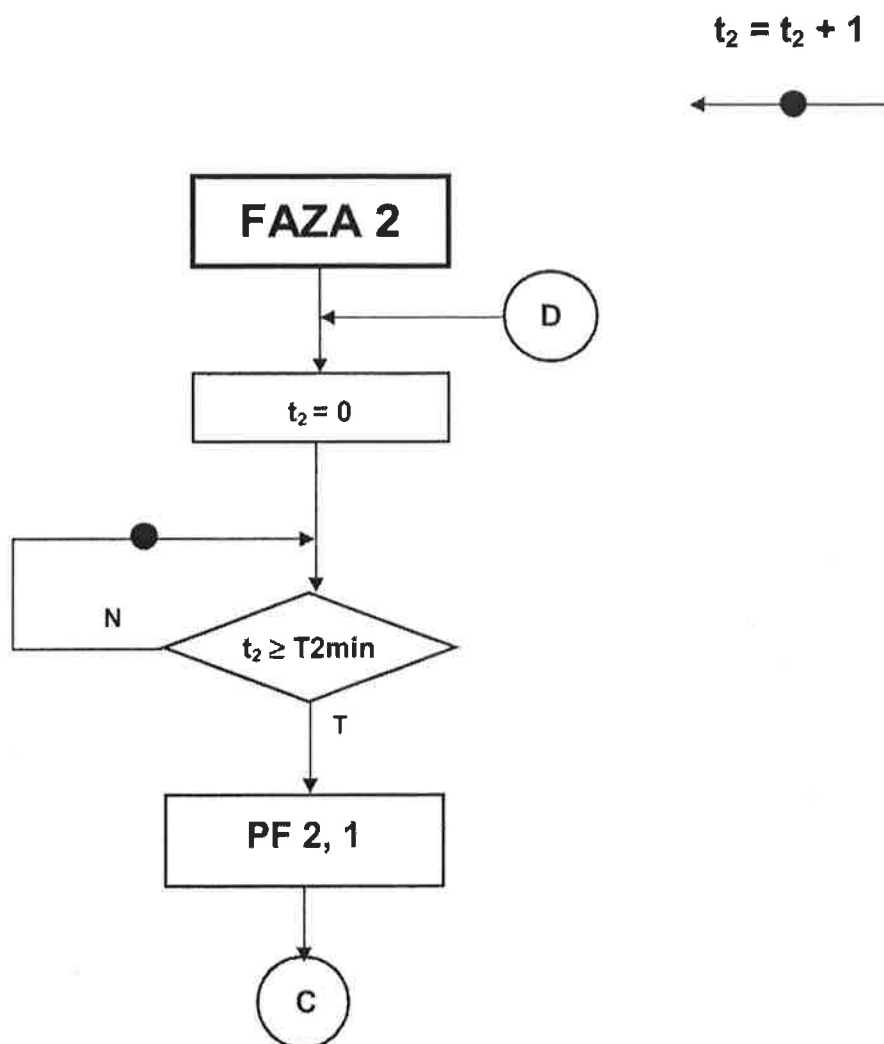 t₂ = t₂ + 1
FAZA 2
D
t₂ = 0
N
t₂ ≥ T2min
T
PF 2, 1
C